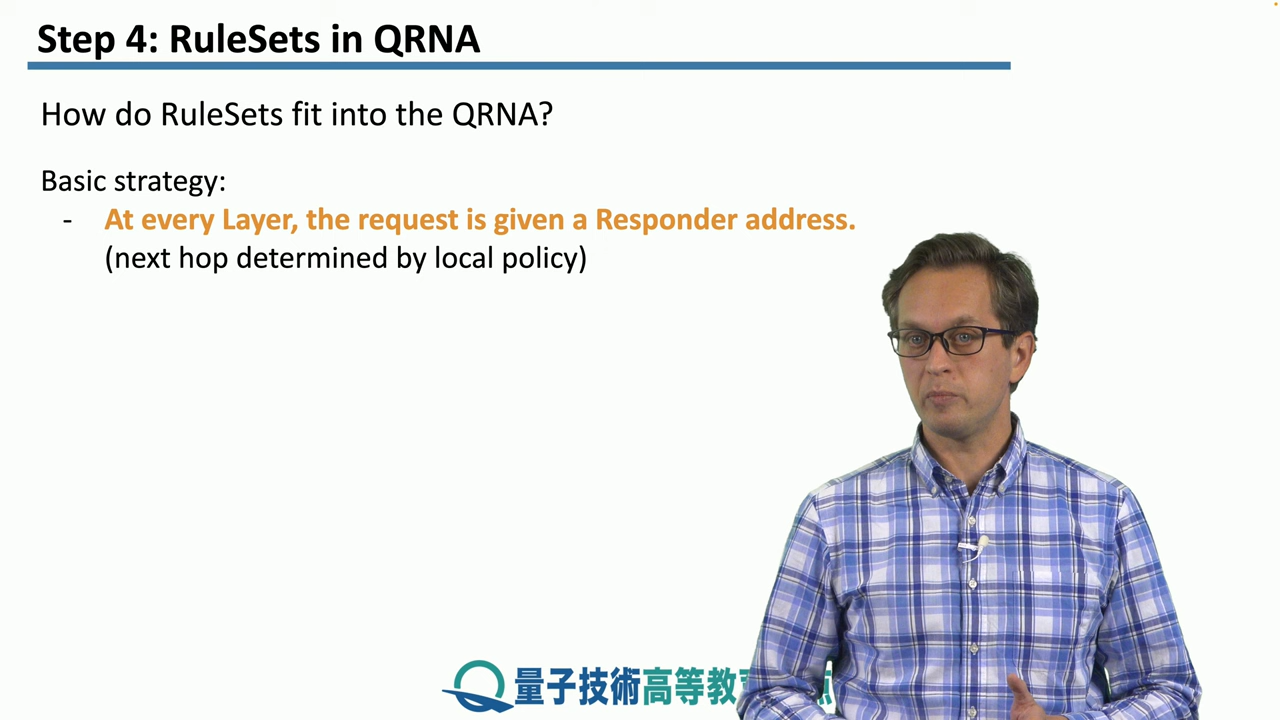 Step 4: RuleSets in QRNA
How do RuleSets fit into the QRNA?
Basic strategy:
- At every Layer, the request is given a Responder address.
(next hop determined by local policy)
量子技術高等教